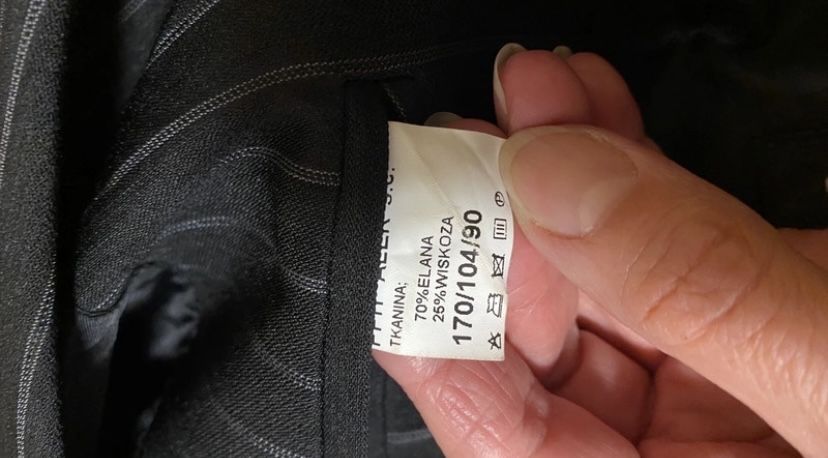 TKANINA;
70%ELANA
25%WISKOZA
170/104/90